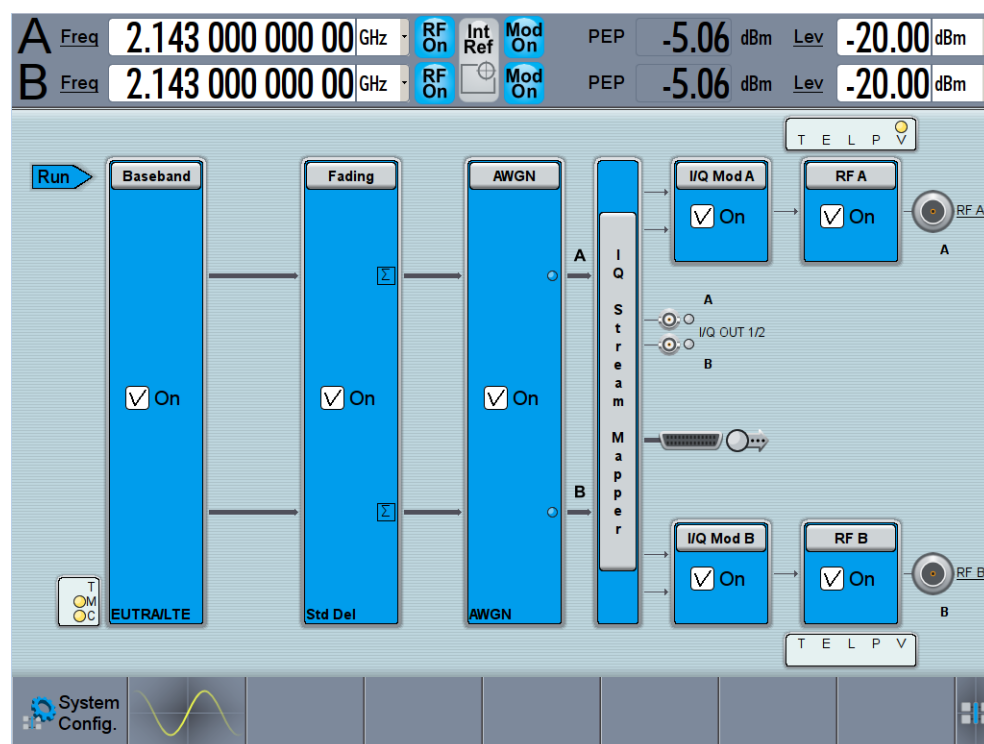 A Freq 2.143 000 000 00 GHz RF On Int Ref Mod On PEP -5.06 dBm Lev -20.00 dBm
B Freq 2.143 000 000 00 GHz RF On Mod On PEP -5.06 dBm Lev -20.00 dBm
T E L P V
Run Baseband Fading AWGN I/Q Mod A RF A
On On RF A
A
A
Σ Σ
I Q Stream Mapper
A
I/Q OUT 1/2
B
On On On
B
Σ
I/Q Mod B RF B
On On RF B
B
T
M
C
EUTRA/LTE Std Del AWGN
T E L P V
System
Config.